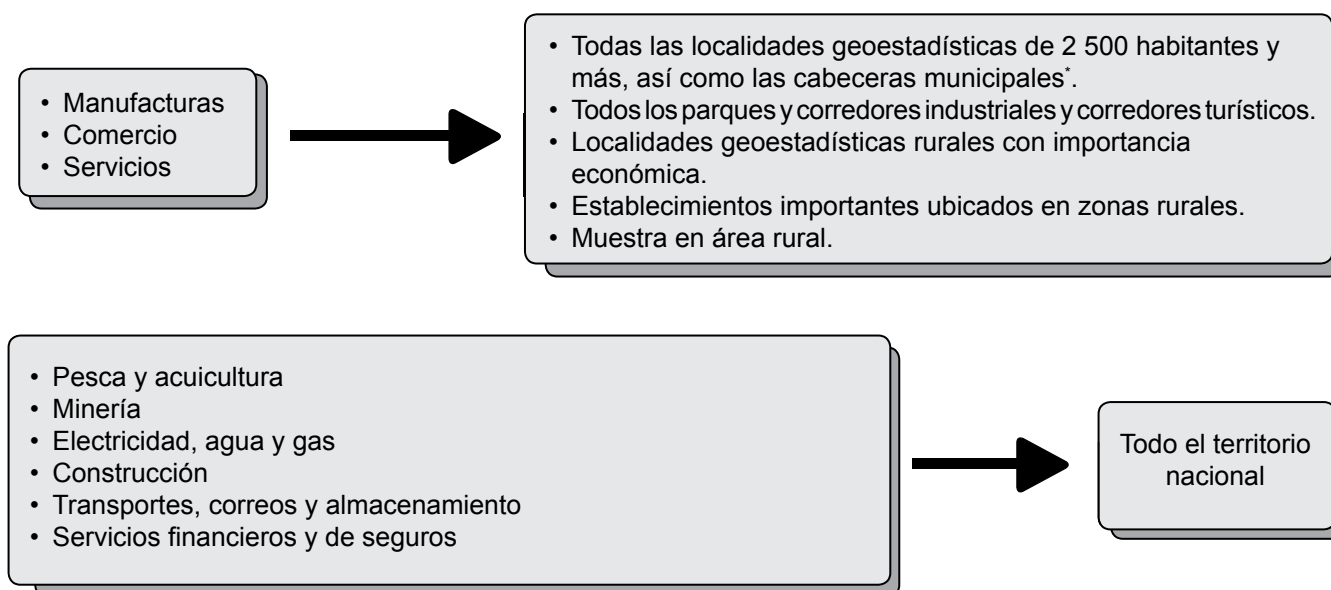 • Manufacturas
• Comercio
• Servicios
• Todas las localidades geoestadísticas de 2 500 habitantes y
más, así como las cabeceras municipales*.
• Todos los parques y corredores industriales y corredores turísticos.
• Localidades geoestadísticas rurales con importancia
económica.
• Establecimientos importantes ubicados en zonas rurales.
• Muestra en área rural.
• Pesca y acuicultura
• Minería
• Electricidad, agua y gas
• Construcción
• Transportes, correos y almacenamiento
• Servicios financieros y de seguros
Todo el territorio
nacional